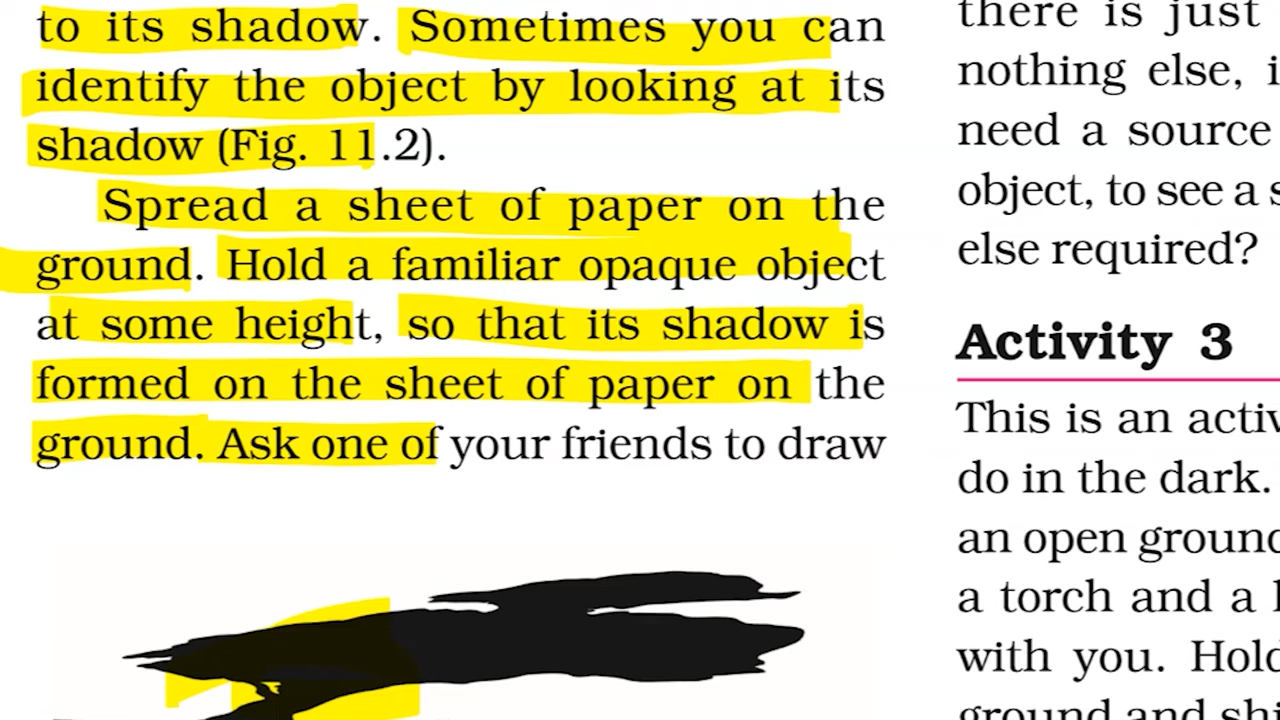 to its shadow. Sometimes you can
identify the object by looking at its
shadow (Fig. 11.2).
Spread a sheet of paper on the
ground. Hold a familiar opaque object
at some height, so that its shadow is
formed on the sheet of paper on the
ground. Ask one of your friends to draw
there is just
nothing else, i
need a source
object, to see a s
else required?
Activity 3
This is an activ
do in the dark.
an open ground
a torch and a
with you. Hold
ground and shi